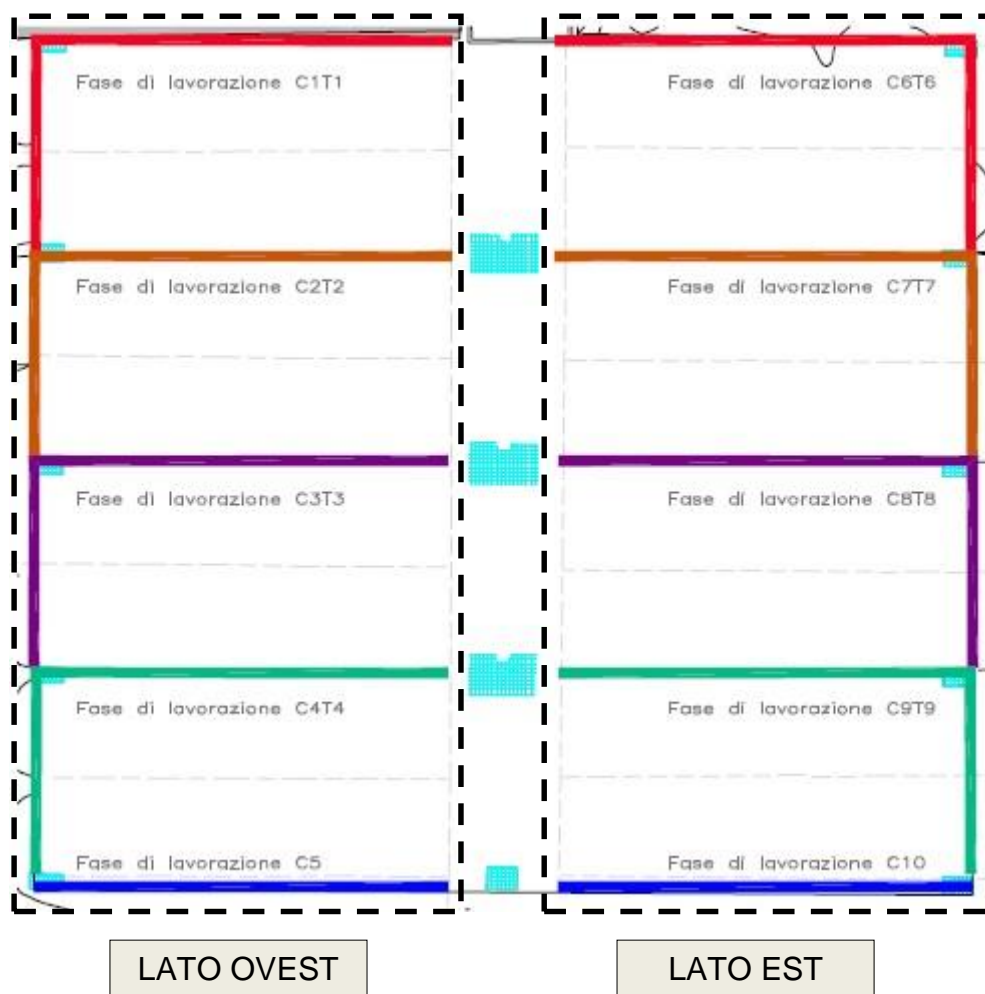 Fase di lavorazione C1T1
Fase di lavorazione C6T6
Fase di lavorazione C2T2
Fase di lavorazione C7T7
Fase di lavorazione C3T3
Fase di lavorazione C8T8
Fase di lavorazione C4T4
Fase di lavorazione C9T9
Fase di lavorazione C5
Fase di lavorazione C10
LATO OVEST
LATO EST